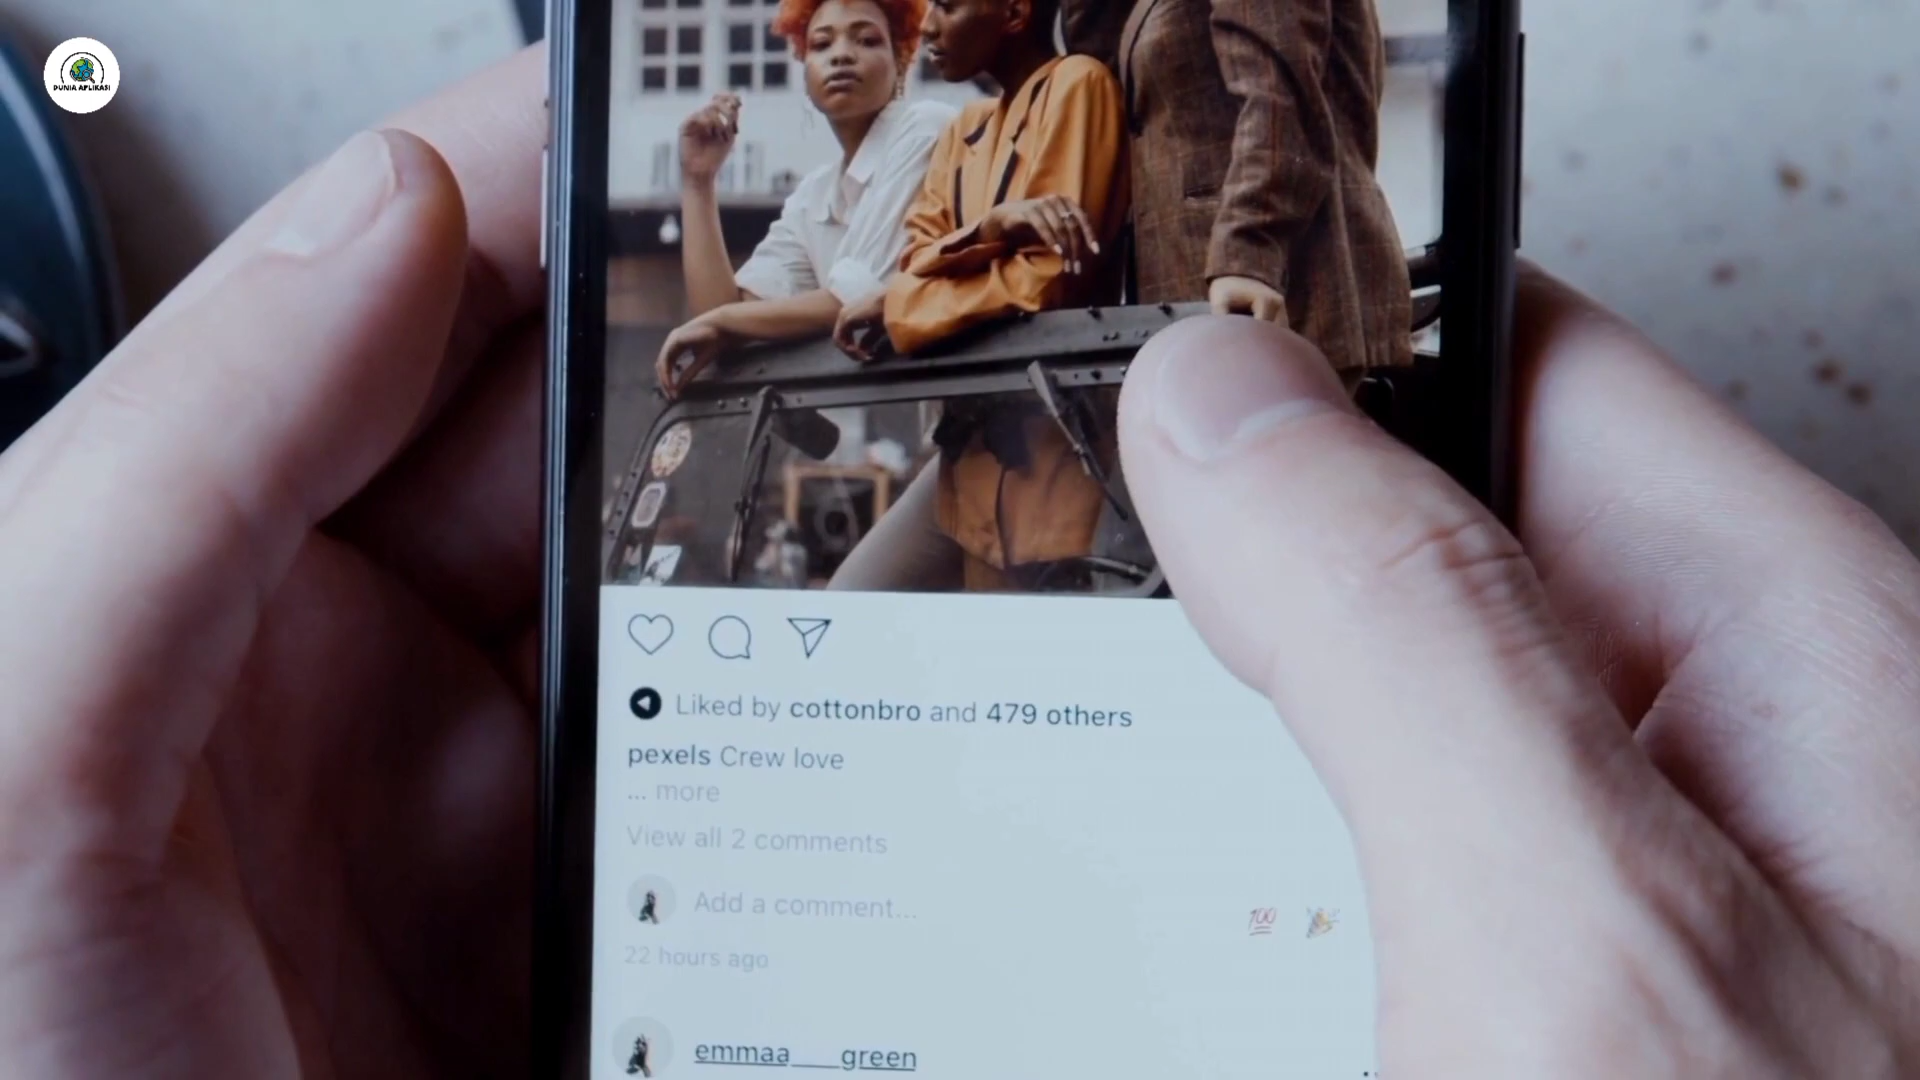 DUNIA APLIKASI
Liked by cottonbro and 479 others
pexels Crew love
... more
View all 2 comments
Add a comment...
💯 🎉
22 hours ago
emmaa___green